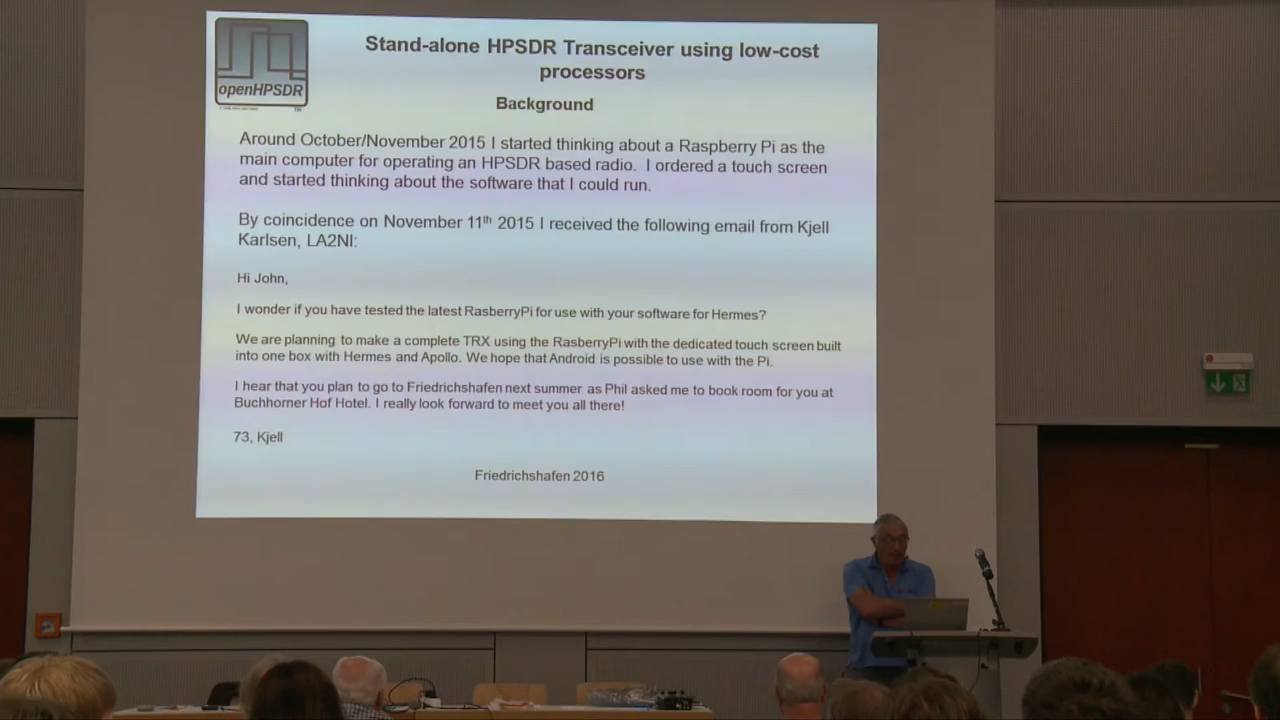 openHPSDR
TM
Stand-alone HPSDR Transceiver using low-cost
processors
Background
Around October/November 2015 I started thinking about a Raspberry Pi as the
main computer for operating an HPSDR based radio. I ordered a touch screen
and started thinking about the software that I could run.
By coincidence on November 11th 2015 I received the following email from Kjell
Karlsen, LA2NI:
Hi John,
I wonder if you have tested the latest RasberryPi for use with your software for Hermes?
We are planning to make a complete TRX using the RasberryPi with the dedicated touch screen built
into one box with Hermes and Apollo. We hope that Android is possible to use with the Pi.
I hear that you plan to go to Friedrichshafen next summer as Phil asked me to book room for you at
Buchhorner Hof Hotel. I really look forward to meet you all there!
73, Kjell
Friedrichshafen 2016